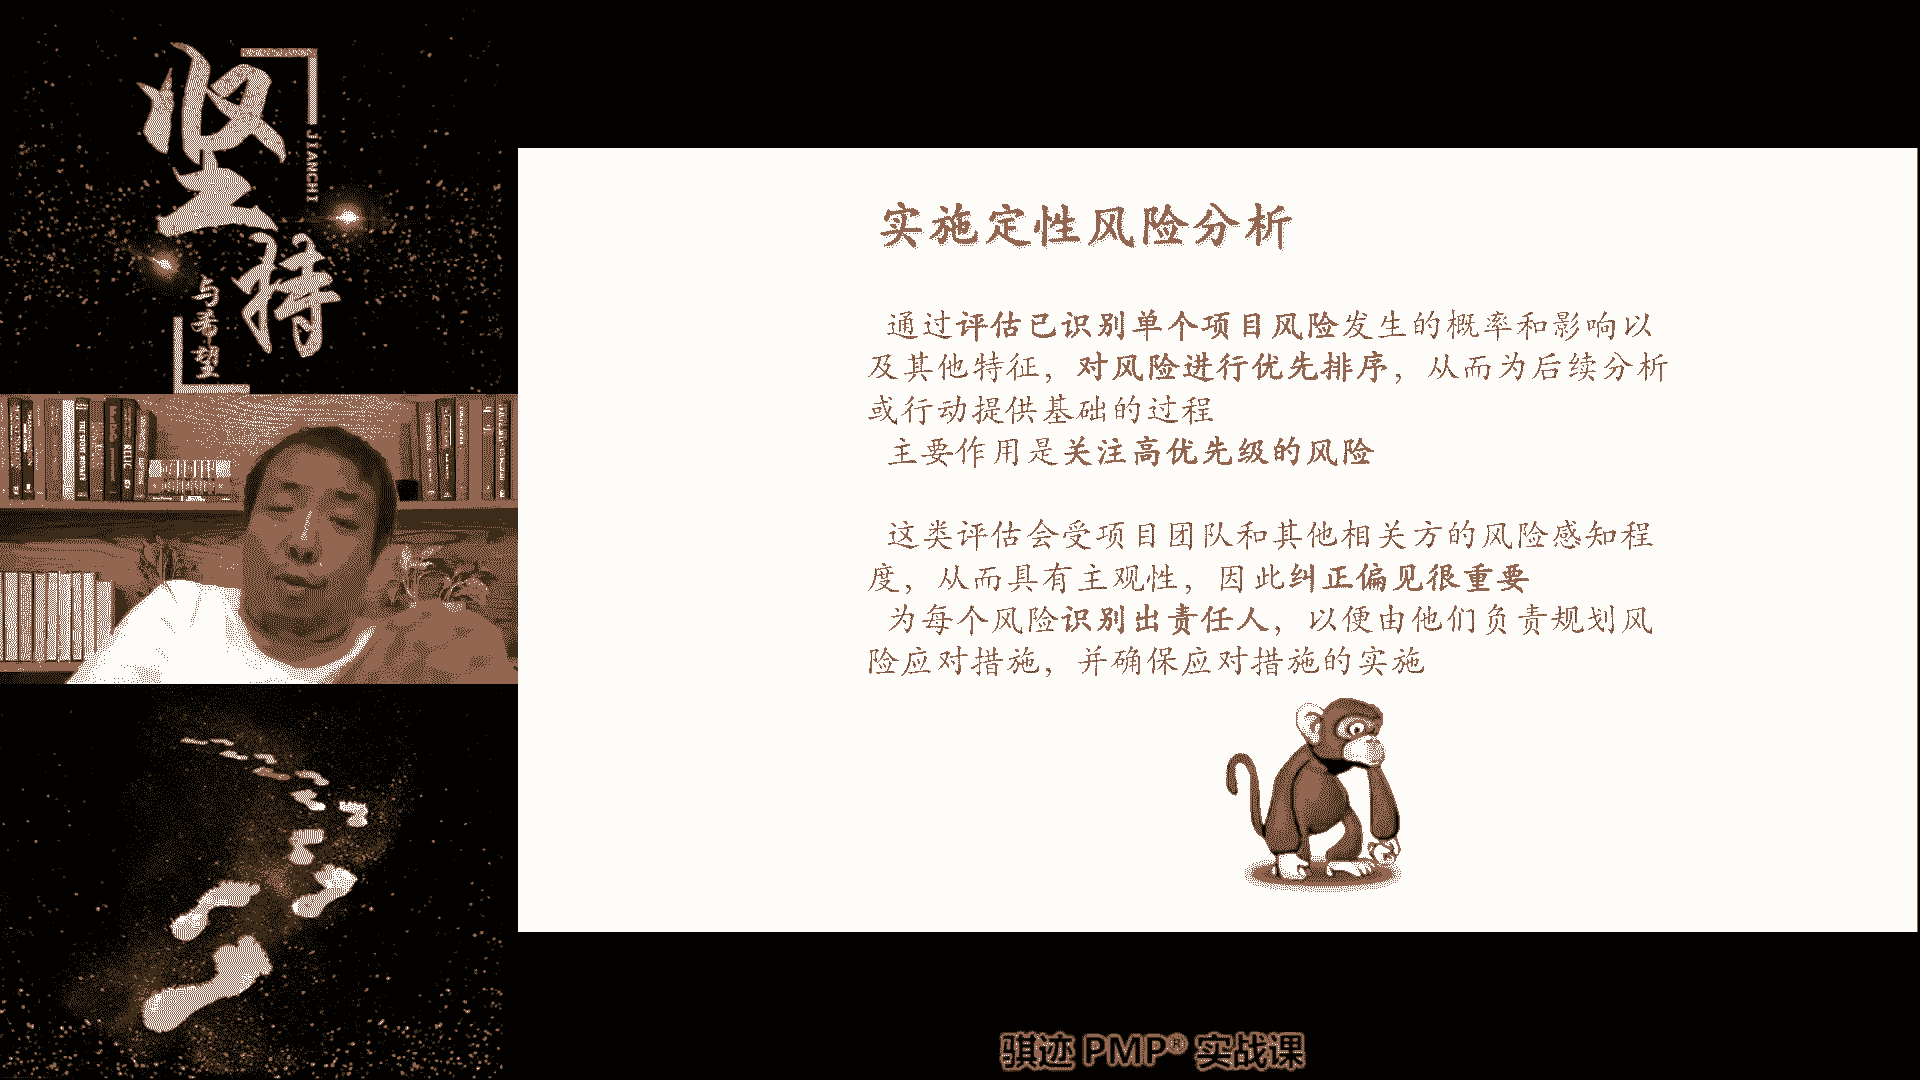 坚持
JIANCHI
与希望
实施定性风险分析
通过评估已识别单个项目风险发生的概率和影响以
及其他特征，对风险进行优先排序，从而为后续分析
或行动提供基础的过程
主要作用是关注高优先级的风险
这类评估会受项目团队和其他相关方的风险感知程
度，从而具有主观性，因此纠正偏见很重要
为每个风险识别出责任人，以便由他们负责规划风
险应对措施，并确保应对措施的实施
骐迹 PMP® 实战课